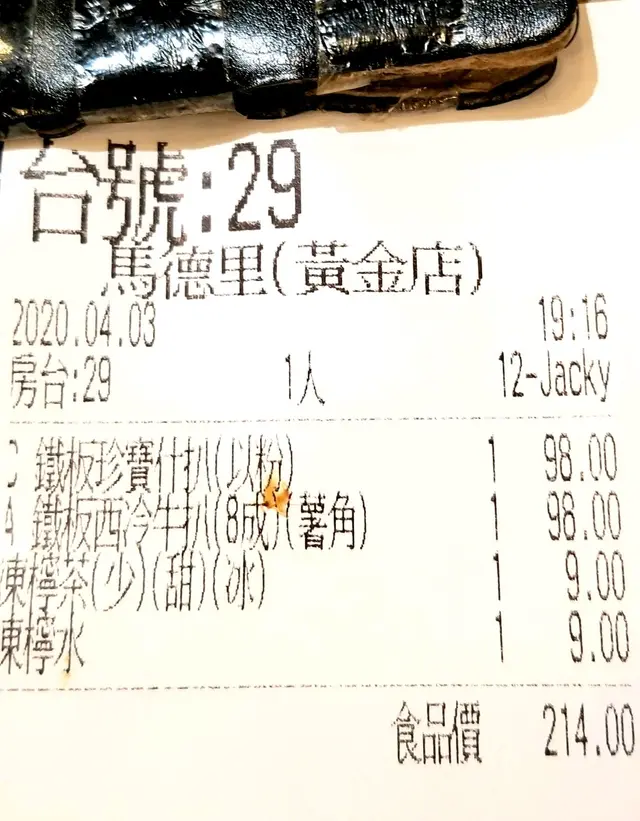 台號:29
馬德里(黃金店)
2020.04.03 19:16
房台:29 1人 12-Jacky
C 鐵板珍寶什扒(以粉) 1 98.00
A 鐵板西冷牛扒(8成)(薯角) 1 98.00
凍檸茶(少)(甜)(冰) 1 9.00
凍檸水 1 9.00
食品價 214.00